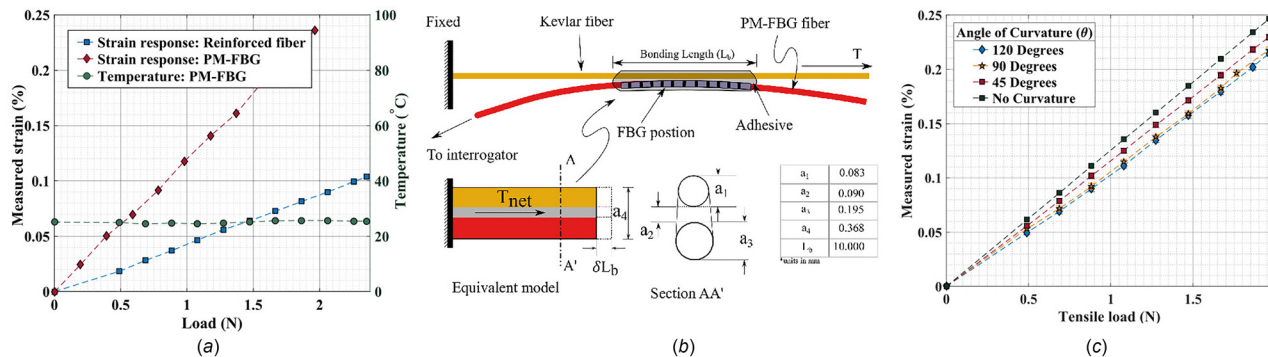 0.25
0.2
0.15
0.1
0.05
0
Measured strain (%)
Strain response: Reinforced fiber
Strain response: PM-FBG
Temperature: PM-FBG
100
80
60
40
20
0
Temperature (°C)
0 0.5 1 1.5 2
Load (N)
(a)
Fixed
Kevlar fiber
PM-FBG fiber
Bonding Length (Lb)
T
FBG postion
Adhesive
To interrogator
A
Tnet
a4
A'
δLb
Equivalent model
a1
a2
a3
Section AA'
a1 0.083
a2 0.090
a3 0.195
a4 0.368
Lb 10.000
*units in mm
(b)
0.25
0.2
0.15
0.1
0.05
0
Measured strain (%)
Angle of Curvature (θ)
120 Degrees
90 Degrees
45 Degrees
No Curvature
0 0.5 1 1.5
Tensile load (N)
(c)